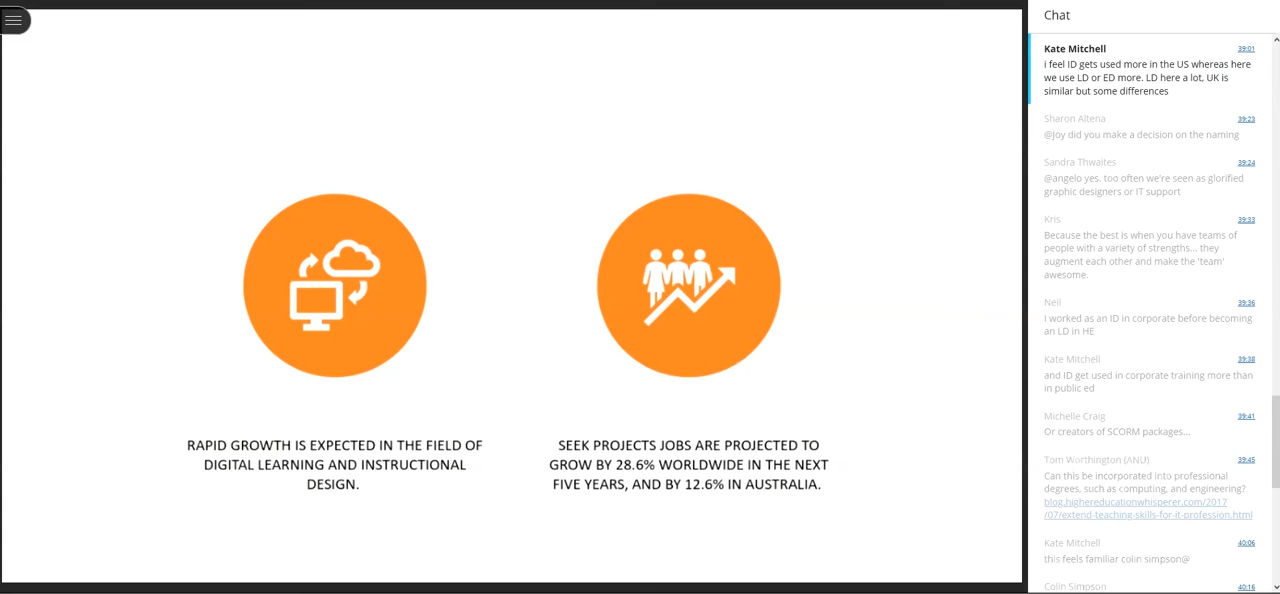 RAPID GROWTH IS EXPECTED IN THE FIELD OF
DIGITAL LEARNING AND INSTRUCTIONAL
DESIGN.
SEEK PROJECTS JOBS ARE PROJECTED TO
GROW BY 28.6% WORLDWIDE IN THE NEXT
FIVE YEARS, AND BY 12.6% IN AUSTRALIA.
Chat
Kate Mitchell 39:01
i feel ID gets used more in the US whereas here
we use LD or ED more. LD here a lot, UK is
similar but some differences
Sharon Altena 39:23
@Joy did you make a decision on the naming
Sandra Thwaites 39:24
@angelo yes. too often we're seen as glorified
graphic designers or IT support
Kris 39:33
Because the best is when you have teams of
people with a variety of strengths... they
augment each other and make the 'team'
awesome.
Neil 39:36
I worked as an ID in corporate before becoming
an LD in HE
Kate Mitchell 39:38
and ID get used in corporate training more than
in public ed
Michelle Craig 39:41
Or creators of SCORM packages...
Tom Worthington (ANU) 39:45
Can this be incorporated into professional
degrees, such as computing, and engineering?
blog.highereducationwhisperer.com/2017
/07/extend-teaching-skills-for-it-profession.html
Kate Mitchell 40:06
this feels familiar colin simpson@
Colin Simpson 40:16